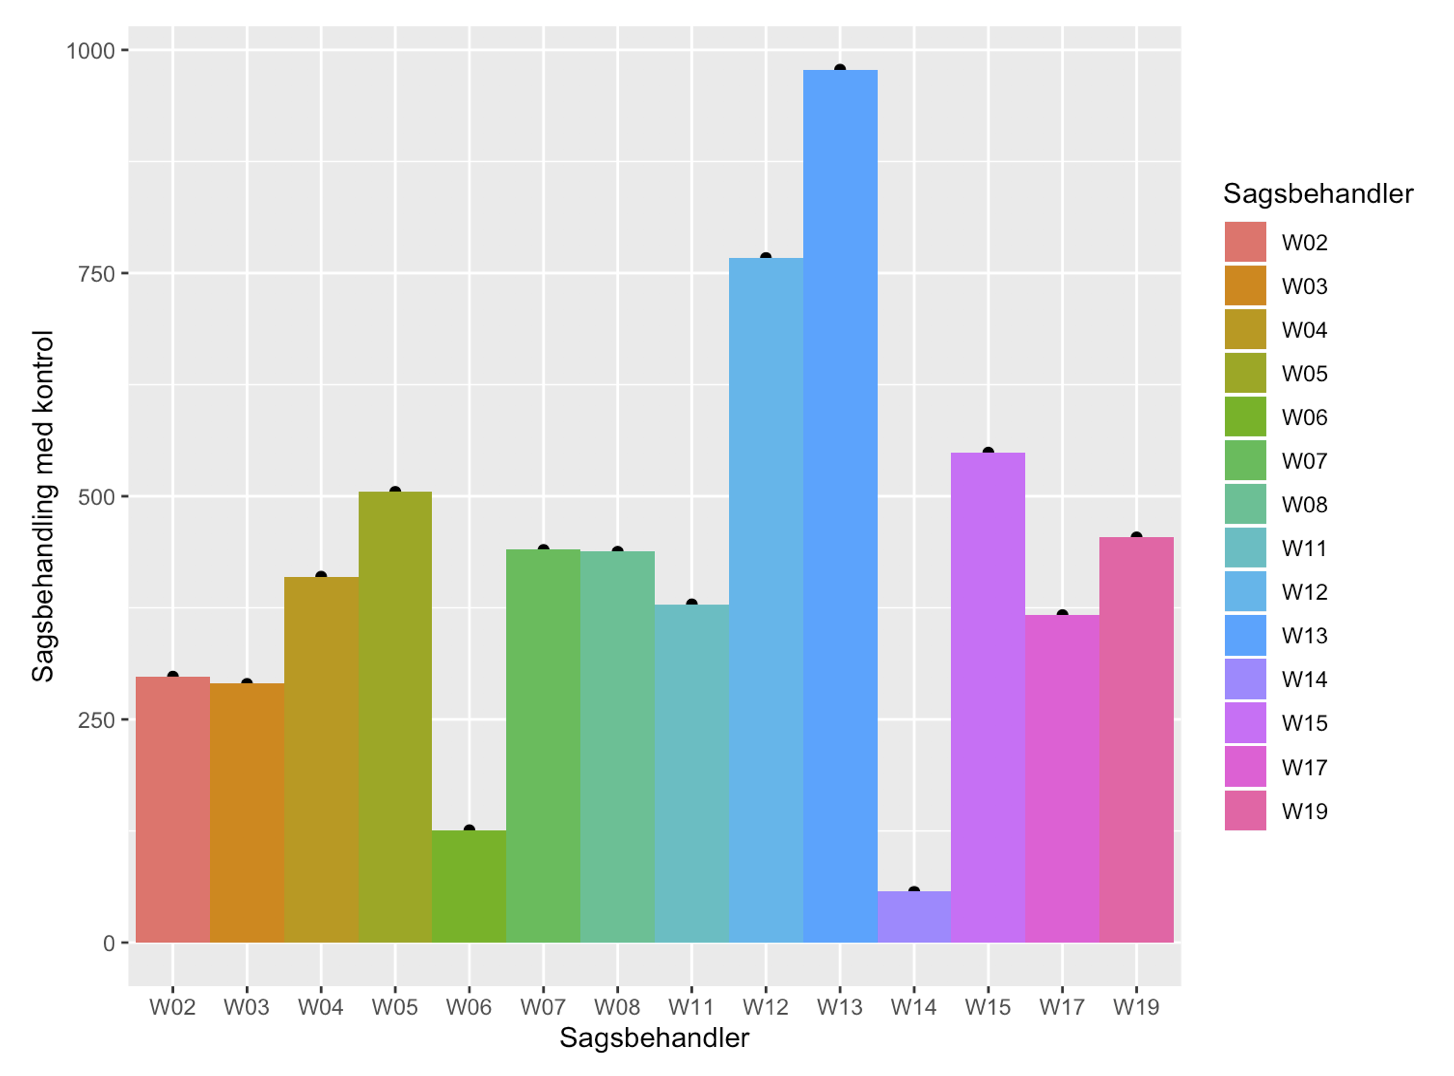 1000
750
500
250
0
Sagsbehandling med kontrol
W02 W03 W04 W05 W06 W07 W08 W11 W12 W13 W14 W15 W17 W19
Sagsbehandler
Sagsbehandler
W02
W03
W04
W05
W06
W07
W08
W11
W12
W13
W14
W15
W17
W19